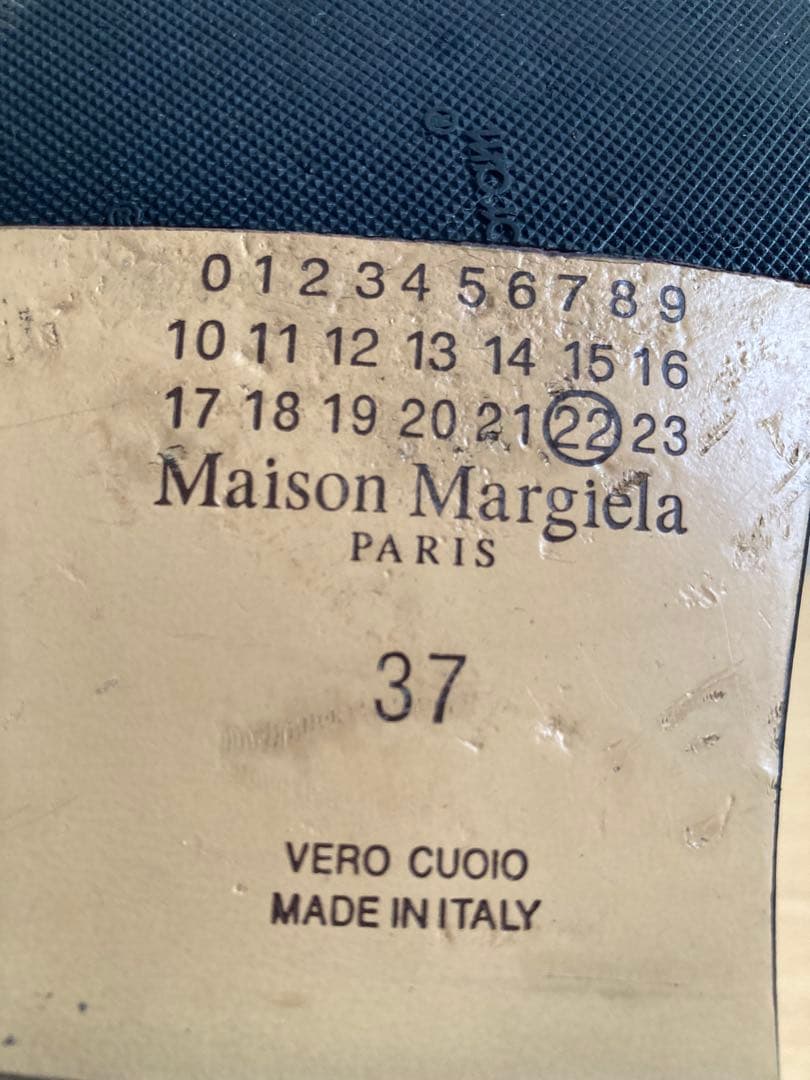 0 1 2 3 4 5 6 7 8 9
10 11 12 13 14 15 16
17 18 19 20 21 22 23
Maison Margiela
PARIS
37
VERO CUOIO
MADE IN ITALY